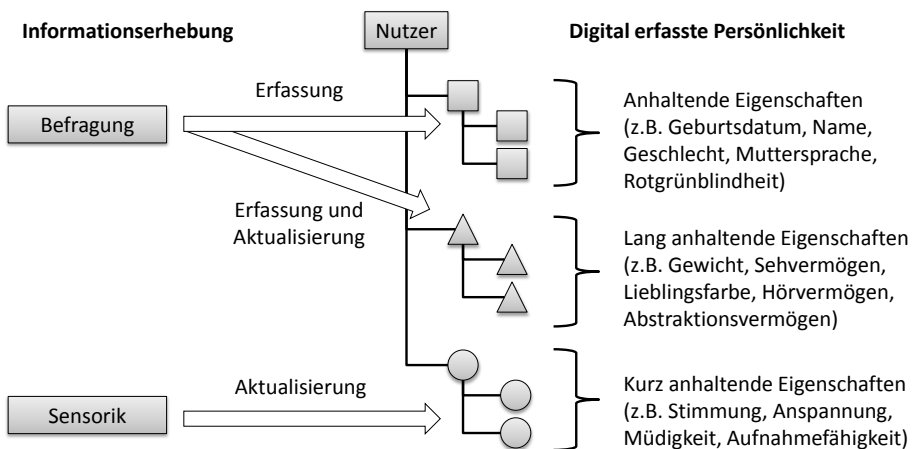 Informationserhebung
Nutzer
Digital erfasste Persönlichkeit
Erfassung
Befragung
Anhaltende Eigenschaften
(z.B. Geburtsdatum, Name,
Geschlecht, Muttersprache,
Rotgrünblindheit)
Erfassung und
Aktualisierung
Lang anhaltende Eigenschaften
(z.B. Gewicht, Sehvermögen,
Lieblingsfarbe, Hörvermögen,
Abstraktionsvermögen)
Aktualisierung
Sensorik
Kurz anhaltende Eigenschaften
(z.B. Stimmung, Anspannung,
Müdigkeit, Aufnahmefähigkeit)